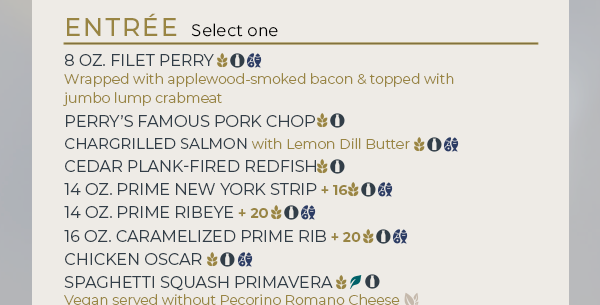 ENTRÉE Select one
8 OZ. FILET PERRY
Wrapped with applewood-smoked bacon & topped with
jumbo lump crabmeat
PERRY'S FAMOUS PORK CHOP
CHARGRILLED SALMON with Lemon Dill Butter
CEDAR PLANK-FIRED REDFISH
14 OZ. PRIME NEW YORK STRIP + 16
14 OZ. PRIME RIBEYE + 20
16 OZ. CARAMELIZED PRIME RIB + 20
CHICKEN OSCAR
SPAGHETTI SQUASH PRIMAVERA
Vegan served without Pecorino Romano Cheese